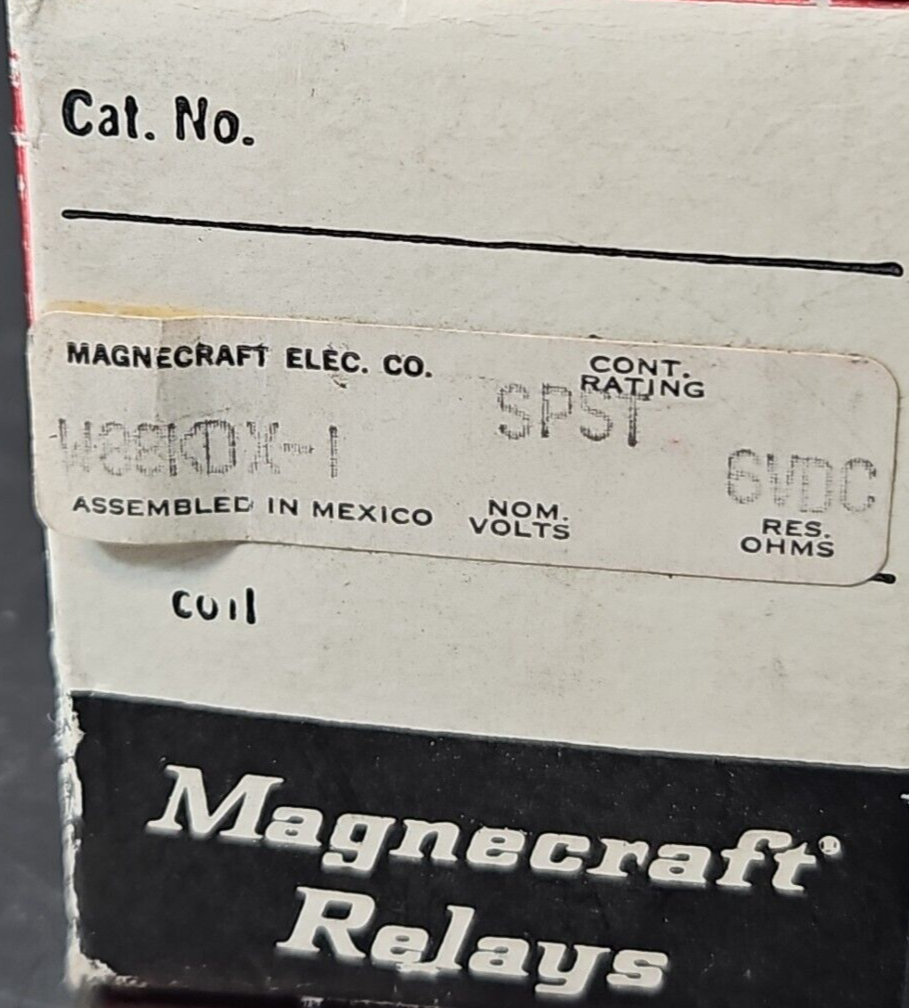 Cat. No.
MAGNECRAFT ELEC. CO.
CONT.
RATING
SPST
W88KDX-1
6VDC
ASSEMBLED IN MEXICO
NOM.
VOLTS
RES.
OHMS
coil
Magnecraft®
Relays